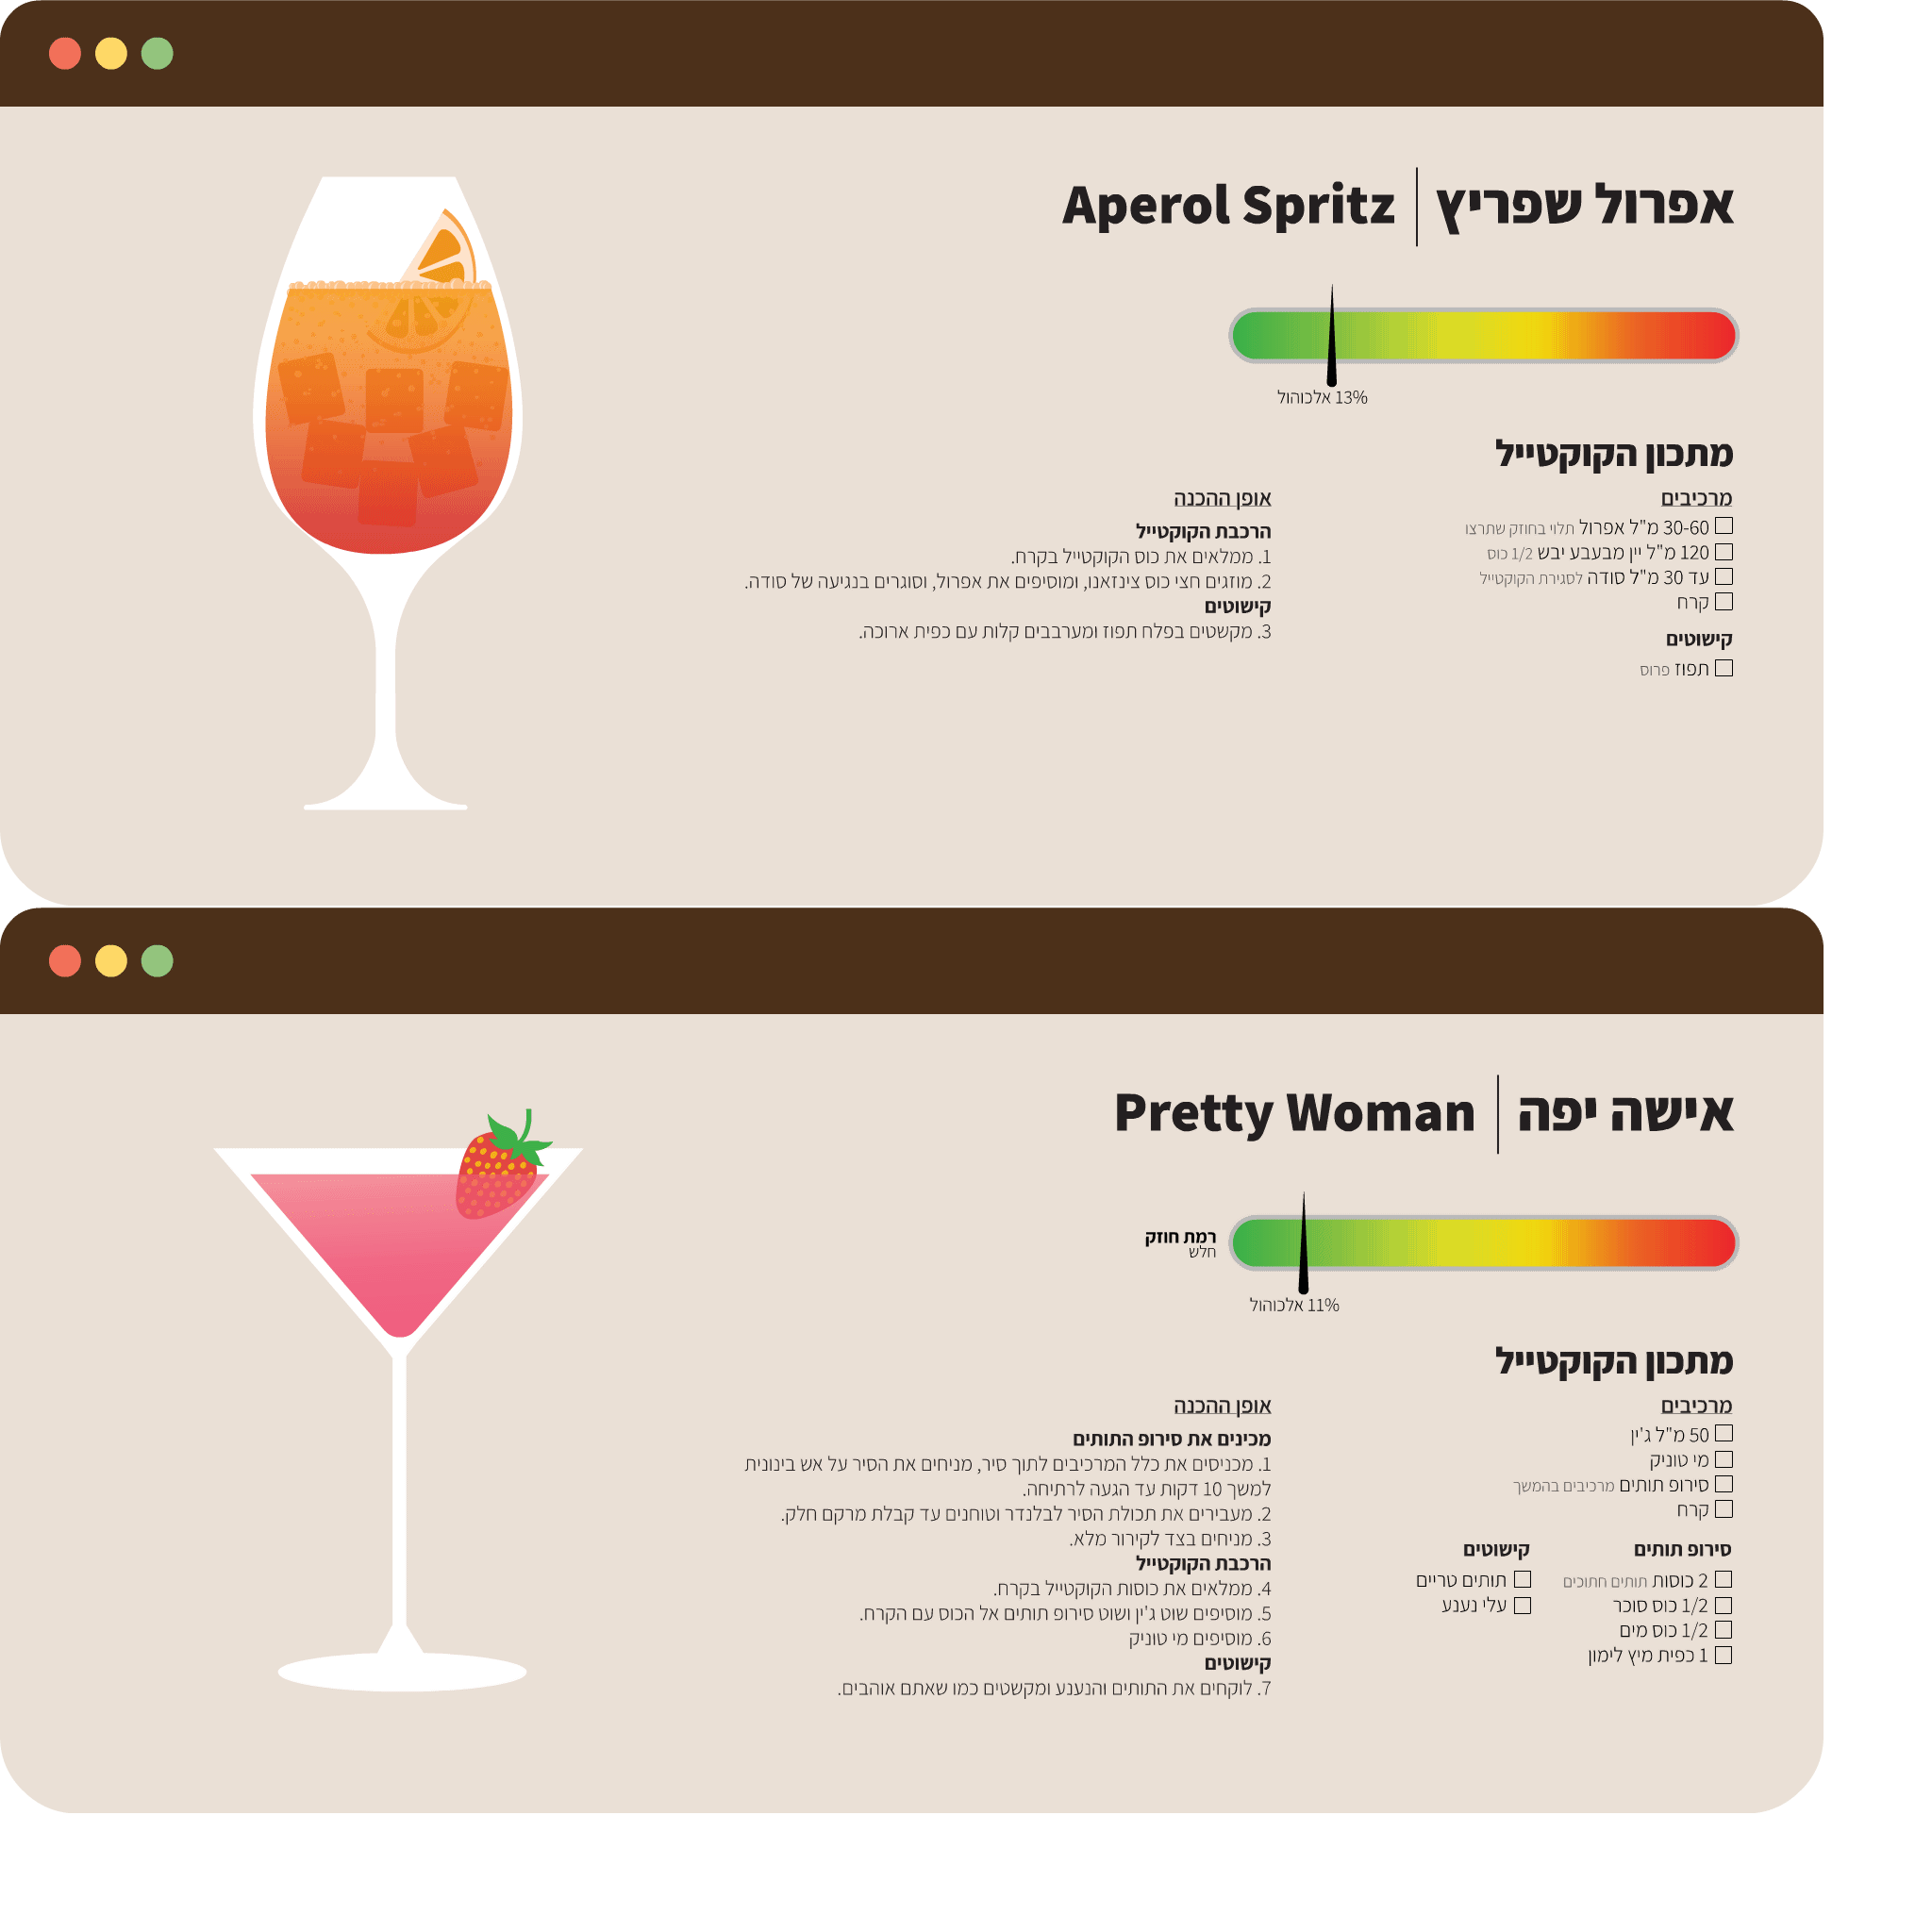 אפרול שפריץ | Aperol Spritz
13% אלכוהול
מתכון הקוקטייל
מרכיבים
30-60 מ"ל אפרול תלוי בחוזק שתרצו
120 מ"ל יין מבעבע יבש 1/2 כוס
עד 30 מ"ל סודה לסגירת הקוקטייל
קרח
קישוטים
תפוז פרוס
אופן ההכנה
הרכבת הקוקטייל
1. ממלאים את כוס הקוקטייל בקרח.
2. מוזגים חצי כוס צינזאנו, ומוסיפים את אפרול, וסוגרים בנגיעה של סודה.
קישוטים
3. מקשטים בפלח תפוז ומערבבים קלות עם כפית ארוכה.
אישה יפה | Pretty Woman
רמת חוזק
חלש
11% אלכוהול
מתכון הקוקטייל
מרכיבים
50 מ"ל ג'ין
מי טוניק
סירופ תותים מרכיבים בהמשך
קרח
סירופ תותים
2 כוסות תותים חתוכים
1/2 כוס סוכר
1/2 כוס מים
1 כפית מיץ לימון
קישוטים
תותים טריים
עלי נענע
אופן ההכנה
מכינים את סירופ התותים
1. מכניסים את כלל המרכיבים לתוך סיר, מניחים את הסיר על אש בינונית
למשך 10 דקות עד הגעה לרתיחה.
2. מעבירים את תכולת הסיר לבלנדר וטוחנים עד קבלת מרקם חלק.
3. מניחים בצד לקירור מלא.
הרכבת הקוקטייל
4. ממלאים את כוסות הקוקטייל בקרח.
5. מוסיפים שוט ג'ין ושוט סירופ תותים אל הכוס עם הקרח.
6. מוסיפים מי טוניק
קישוטים
7. לוקחים את התותים והנענע ומקשטים כמו שאתם אוהבים.